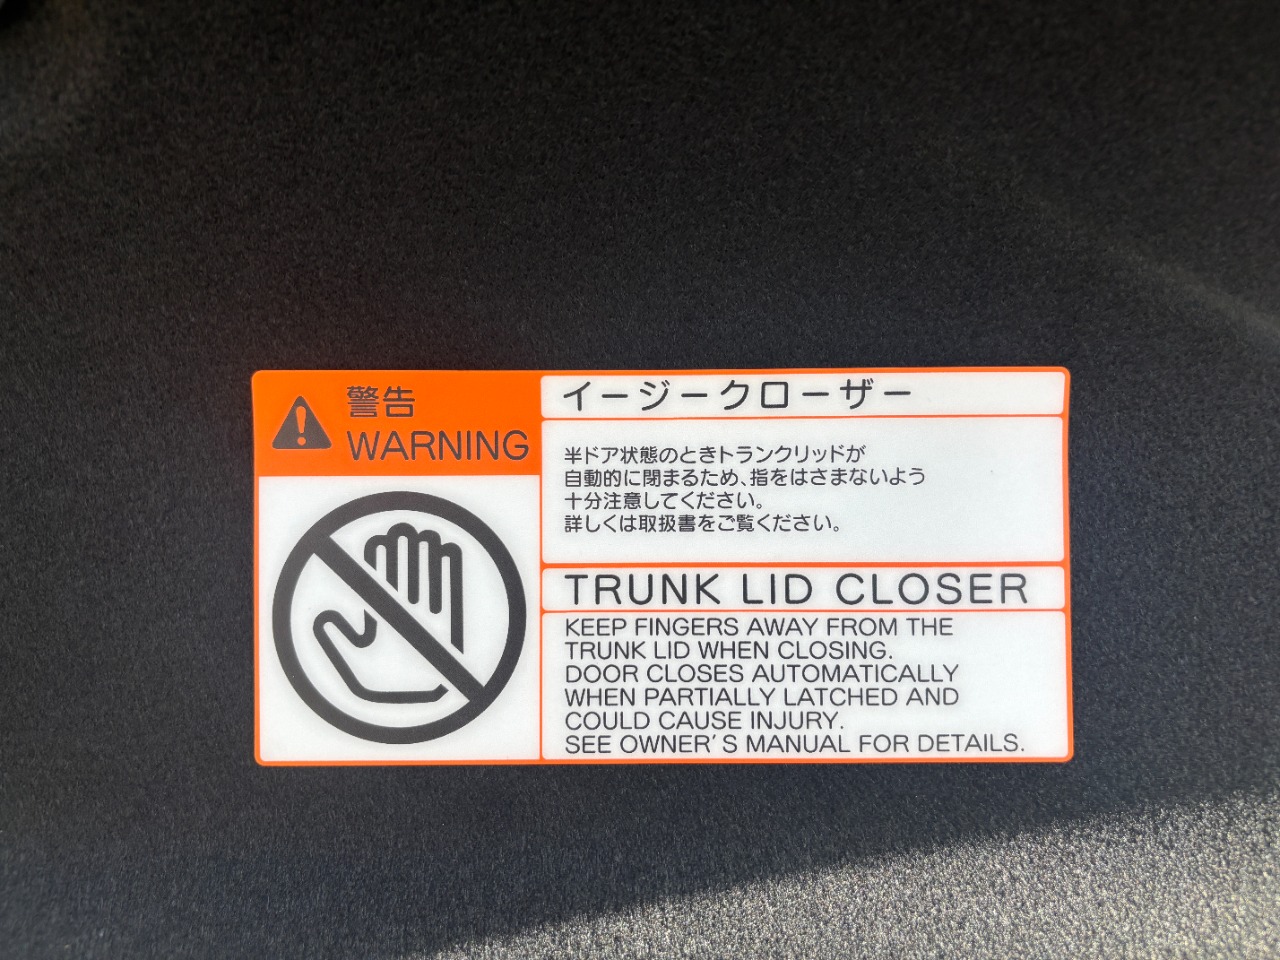 警告
WARNING
イージークローザー
半ドア状態のときトランクリッドが
自動的に閉まるため、指をはさまないよう
十分注意してください。
詳しくは取扱書をご覧ください。
TRUNK LID CLOSER
KEEP FINGERS AWAY FROM THE
TRUNK LID WHEN CLOSING.
DOOR CLOSES AUTOMATICALLY
WHEN PARTIALLY LATCHED AND
COULD CAUSE INJURY.
SEE OWNER'S MANUAL FOR DETAILS.